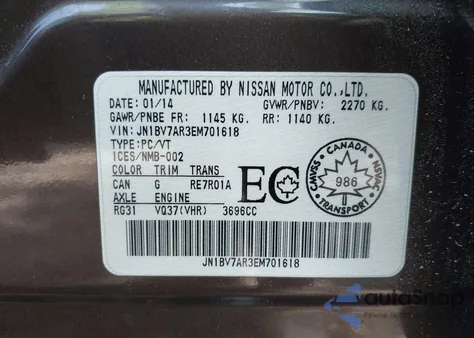 MANUFACTURED BY NISSAN MOTOR CO.,LTD.
DATE: 01/14 GVWR/PNBV: 2270 KG.
GAWR/PNBE FR: 1145 KG. RR: 1140 KG.
VIN: JN1BV7AR3EM701618
TYPE: PC/VT
ICES/NMB-002
COLOR TRIM TRANS
CAN G RE7R01A
AXLE ENGINE
RG31 VQ37(VHR) 3696CC
EC
CANADA
CMVSS NSVAC
986
TRANSPORT
JN1BV7AR3EM701618
autoSnap